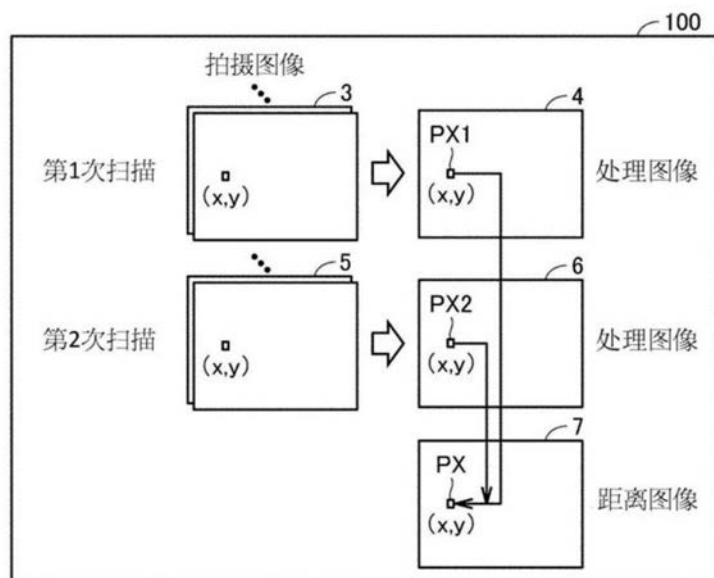 100
拍摄图像
3
4
第1次扫描
(x,y)
PX1
(x,y)
处理图像
5
6
第2次扫描
(x,y)
PX2
(x,y)
处理图像
7
PX
(x,y)
距离图像